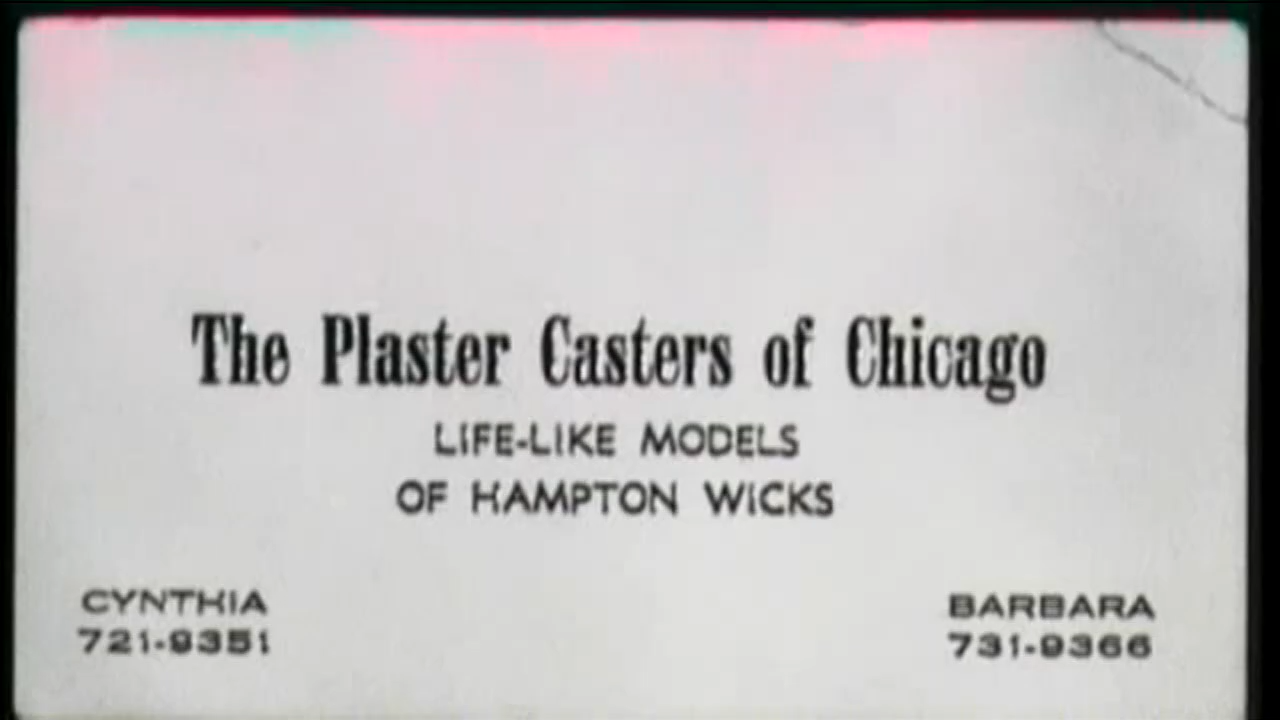 The Plaster Casters of Chicago
LIFE-LIKE MODELS
OF HAMPTON WICKS
CYNTHIA
721-9351
BARBARA
731-9366